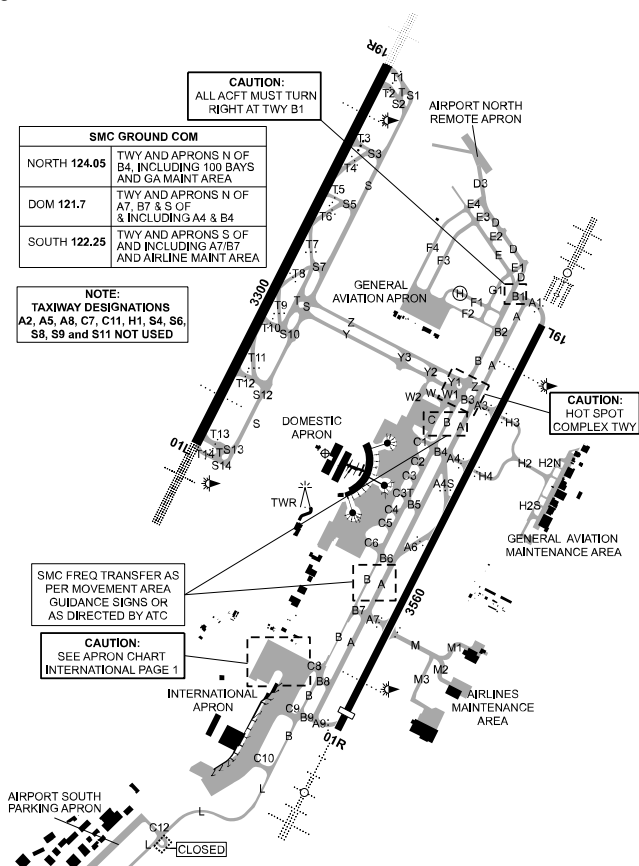 19R
CAUTION:
ALL ACFT MUST TURN
RIGHT AT TWY B1
T1
T2
T
S1
S2
AIRPORT NORTH
REMOTE APRON
SMC GROUND COM
NORTH 124.05
TWY AND APRONS N OF
B4, INCLUDING 100 BAYS
AND GA MAINT AREA
DOM 121.7
TWY AND APRONS N OF
A7, B7 & S OF
& INCLUDING A4 & B4
SOUTH 122.25
TWY AND APRONS S OF
AND INCLUDING A7/B7
AND AIRLINE MAINT AREA
T3
S3
T4
S
T5
S5
T6
D3
E4
E3
D
E2
D
E
E1
D
F4
F3
T7
S7
T8
3300
GENERAL
AVIATION APRON
H
G1
B1
A1
F1
F2
A
B2
19L
NOTE:
TAXIWAY DESIGNATIONS
A2, A5, A8, C7, C11, H1, S4, S6,
S8, S9 and S11 NOT USED
T9
T
S
T10
S10
Z
Y
Y3
Y2
B
A
T11
T12
S12
S
W
W2
Y1
W1
Z
B3
A3
H3
CAUTION:
HOT SPOT
COMPLEX TWY
DOMESTIC
APRON
C
B
A
C1
B4
A4
H4
H2
H2N
H2S
01L
T13
T14
T
S13
S14
C2
C3
C3T
A4S
B5
C4
C5
C6
A6
B6
TWR
GENERAL AVIATION
MAINTENANCE AREA
SMC FREQ TRANSFER AS
PER MOVEMENT AREA
GUIDANCE SIGNS OR
AS DIRECTED BY ATC
B
A
3560
B7
A7
B
A
M
M1
M2
M3
CAUTION:
SEE APRON CHART
INTERNATIONAL PAGE 1
C8
B8
B
INTERNATIONAL
APRON
AIRLINES
MAINTENANCE
AREA
C9
B9
A9
B
01R
C10
L
AIRPORT SOUTH
PARKING APRON
L
C12
L
CLOSED